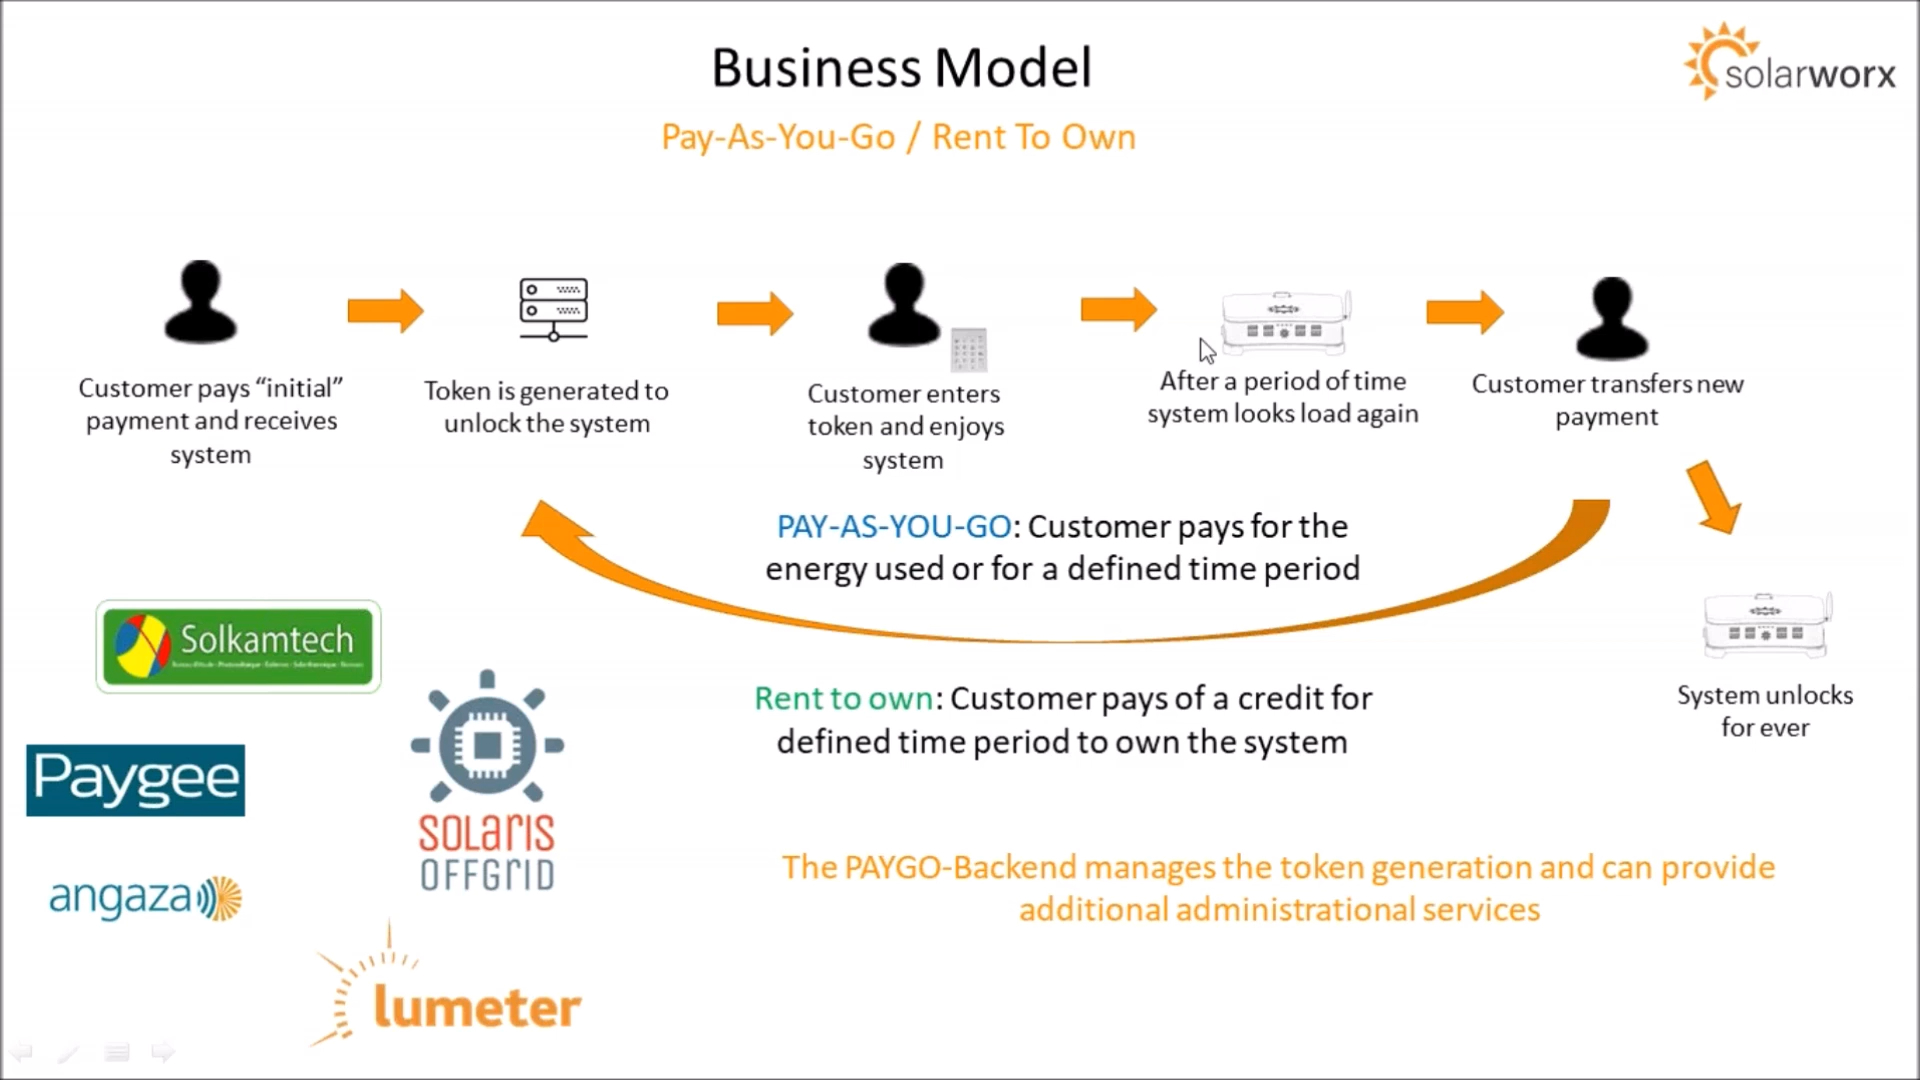 Business Model
solarworx
Pay-As-You-Go / Rent To Own
Customer pays “initial”
payment and receives
system
Token is generated to
unlock the system
Customer enters
token and enjoys
system
After a period of time
system looks load again
Customer transfers new
payment
PAY-AS-YOU-GO: Customer pays for the
energy used or for a defined time period
Rent to own: Customer pays of a credit for
defined time period to own the system
System unlocks
for ever
Solkamtech
Paygee
SOLARIS
OFFGRID
angaza
lumeter
The PAYGO-Backend manages the token generation and can provide
additional administrational services